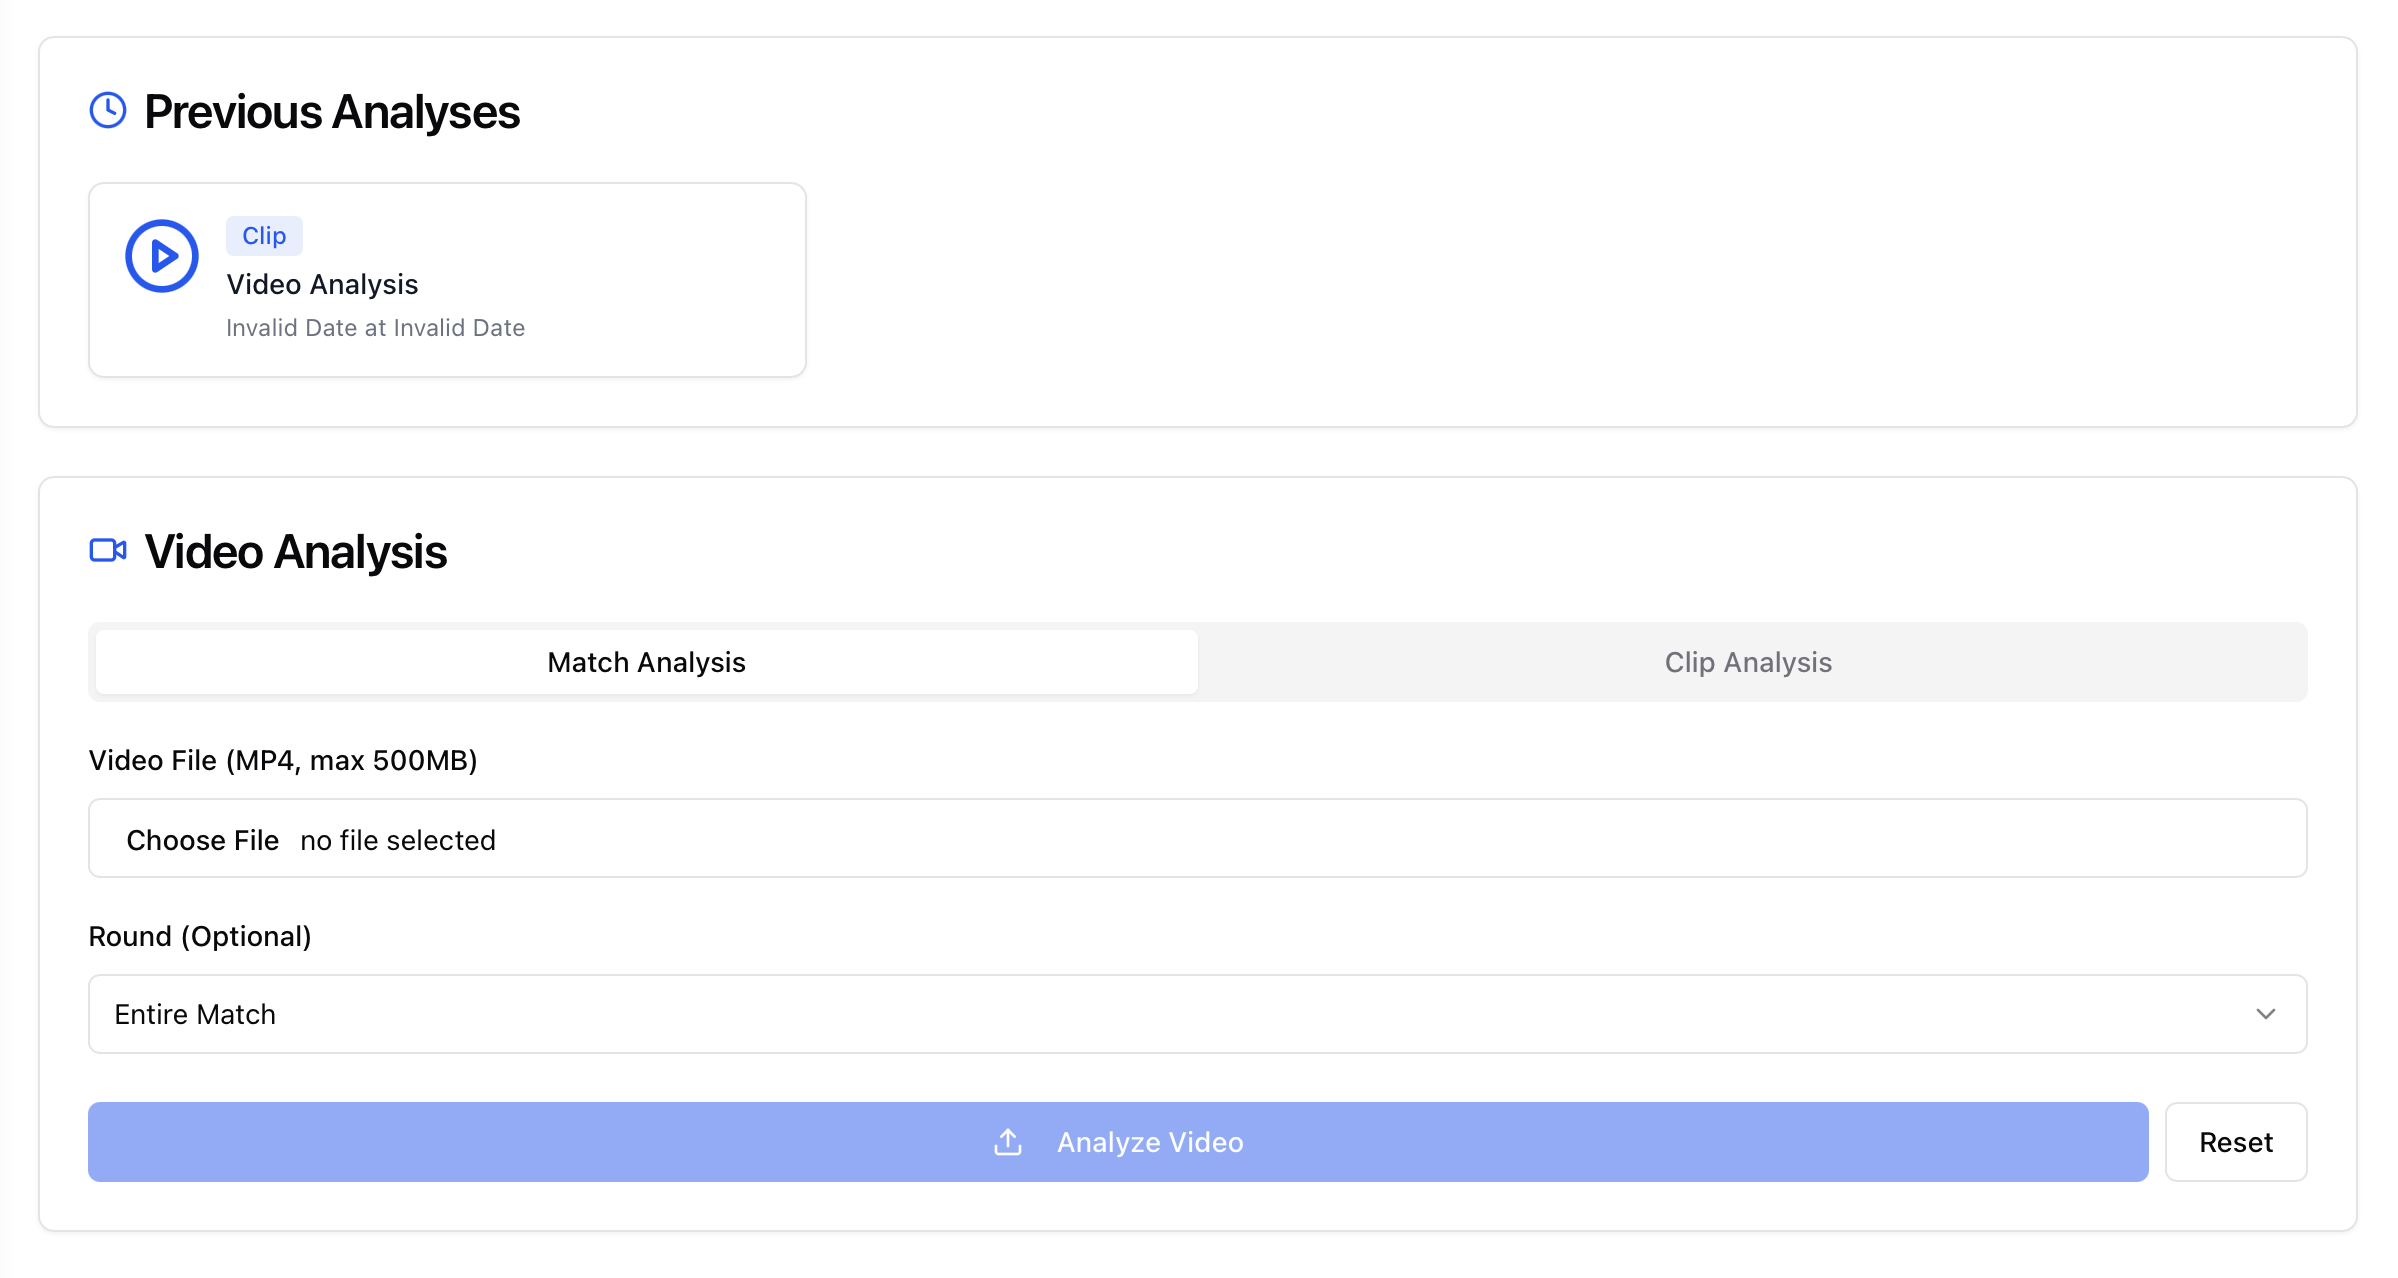 Previous Analyses
Clip
Video Analysis
Invalid Date at Invalid Date
Video Analysis
Match Analysis
Clip Analysis
Video File (MP4, max 500MB)
Choose File no file selected
Round (Optional)
Entire Match
Analyze Video
Reset